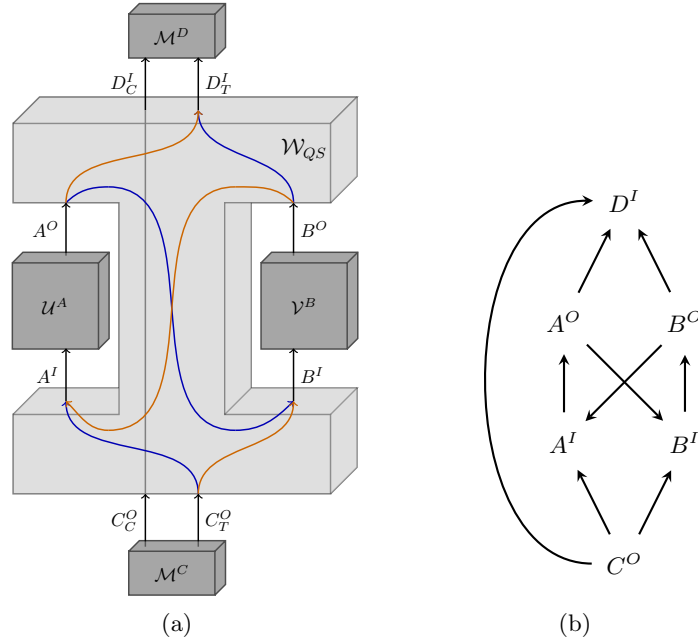 𝓜^D
D_C^I D_T^I
𝓦_QS
A^O B^O
𝓤^A 𝓥^B
A^I B^I
C_C^O C_T^O
𝓜^C
(a)
D^I
A^O B^O
A^I B^I
C^O
(b)